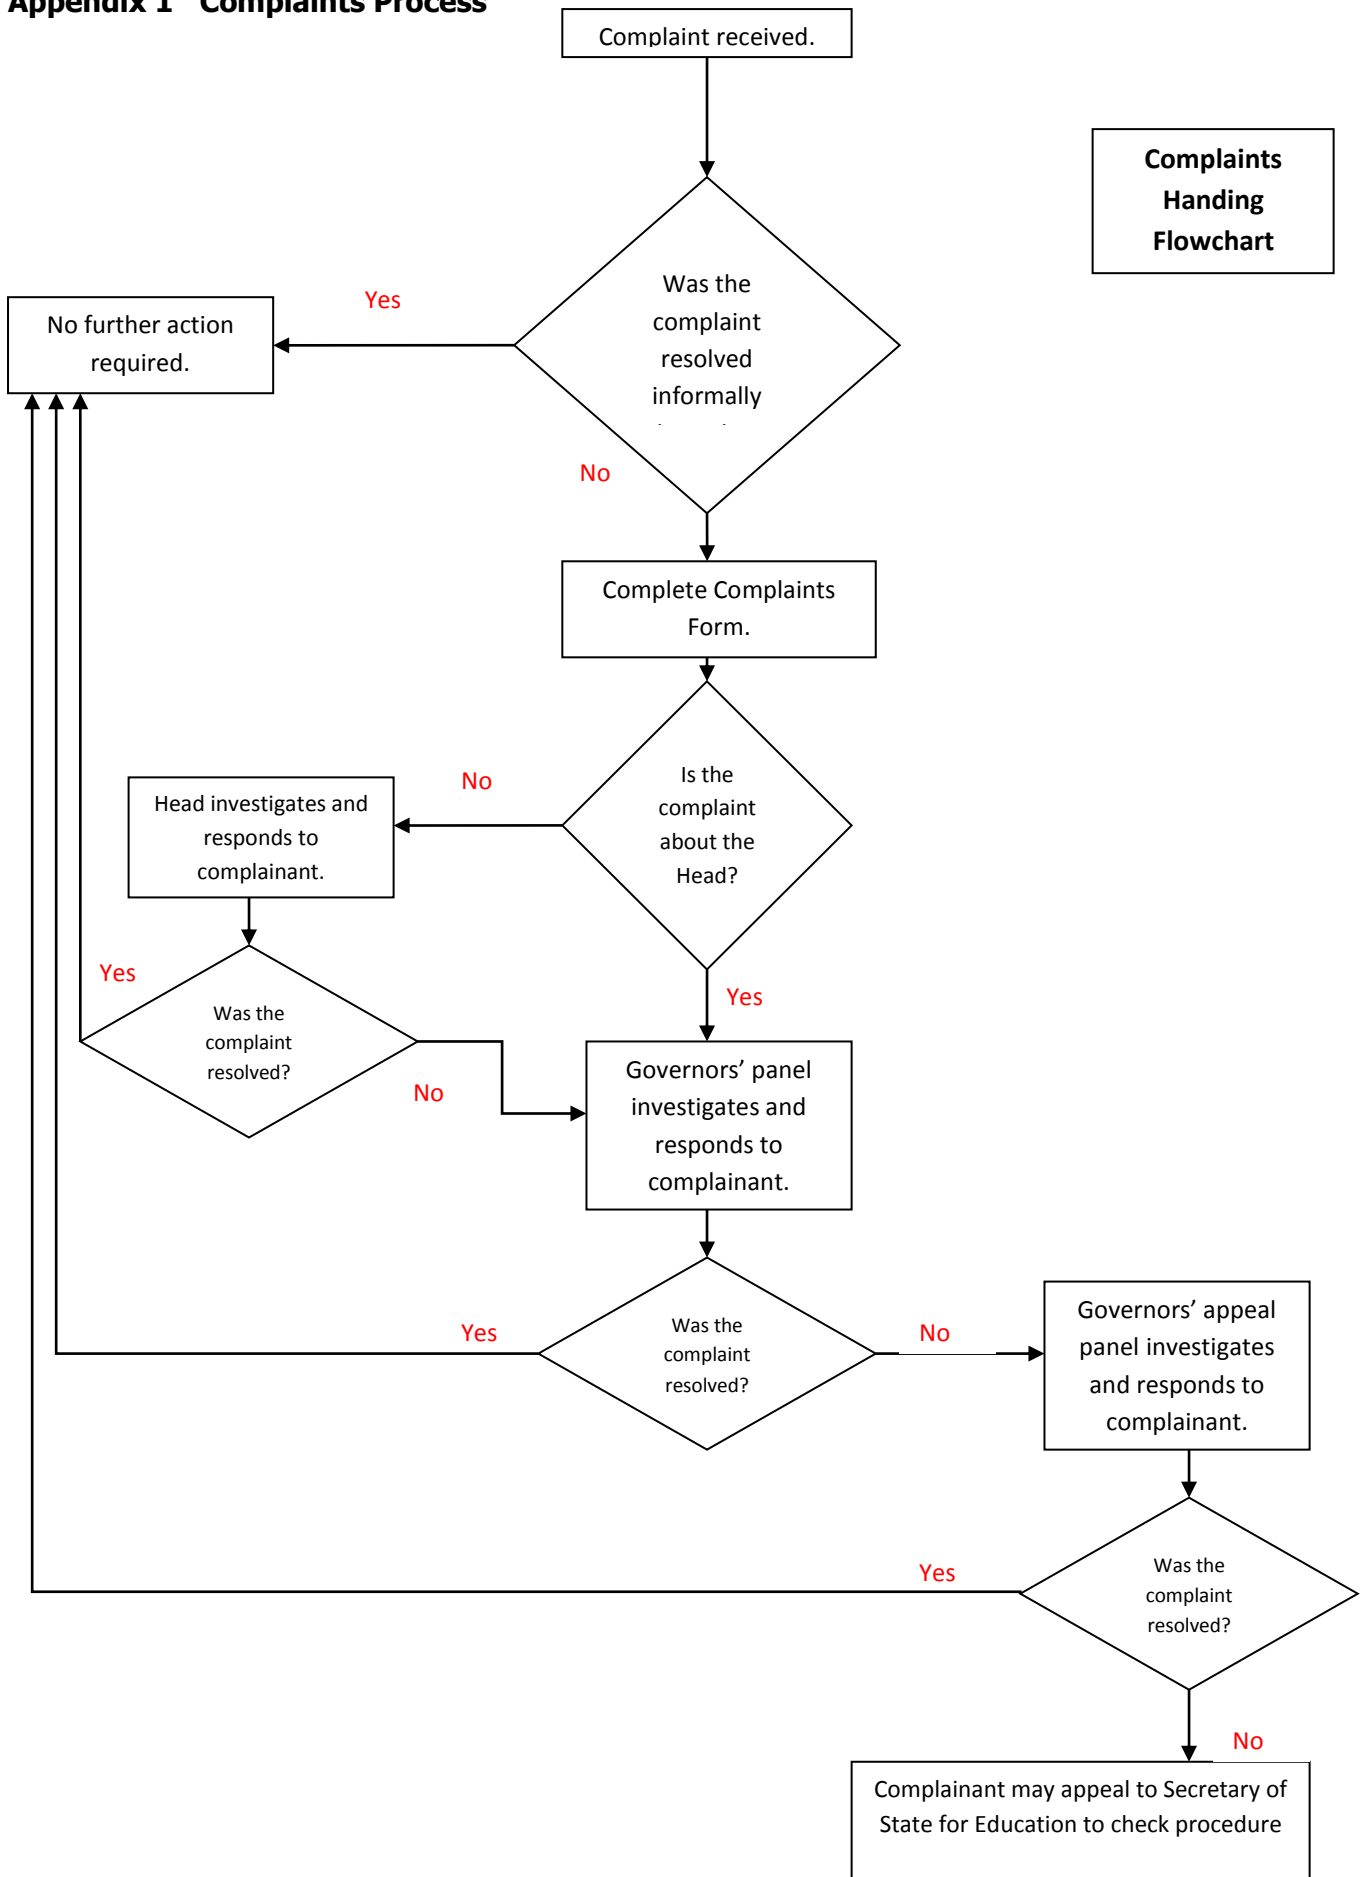 Appendix 1 Complaints Process
Complaint received.
Complaints
Handing
Flowchart
Was the
complaint
resolved
informally
Yes
No further action
required.
No
Complete Complaints
Form.
Is the
complaint
about the
Head?
No
Head investigates and
responds to
complainant.
Yes
Was the
complaint
resolved?
No
Yes
Governors’ panel
investigates and
responds to
complainant.
Was the
complaint
resolved?
Yes
No
Governors’ appeal
panel investigates
and responds to
complainant.
Was the
complaint
resolved?
Yes
No
Complainant may appeal to Secretary of
State for Education to check procedure